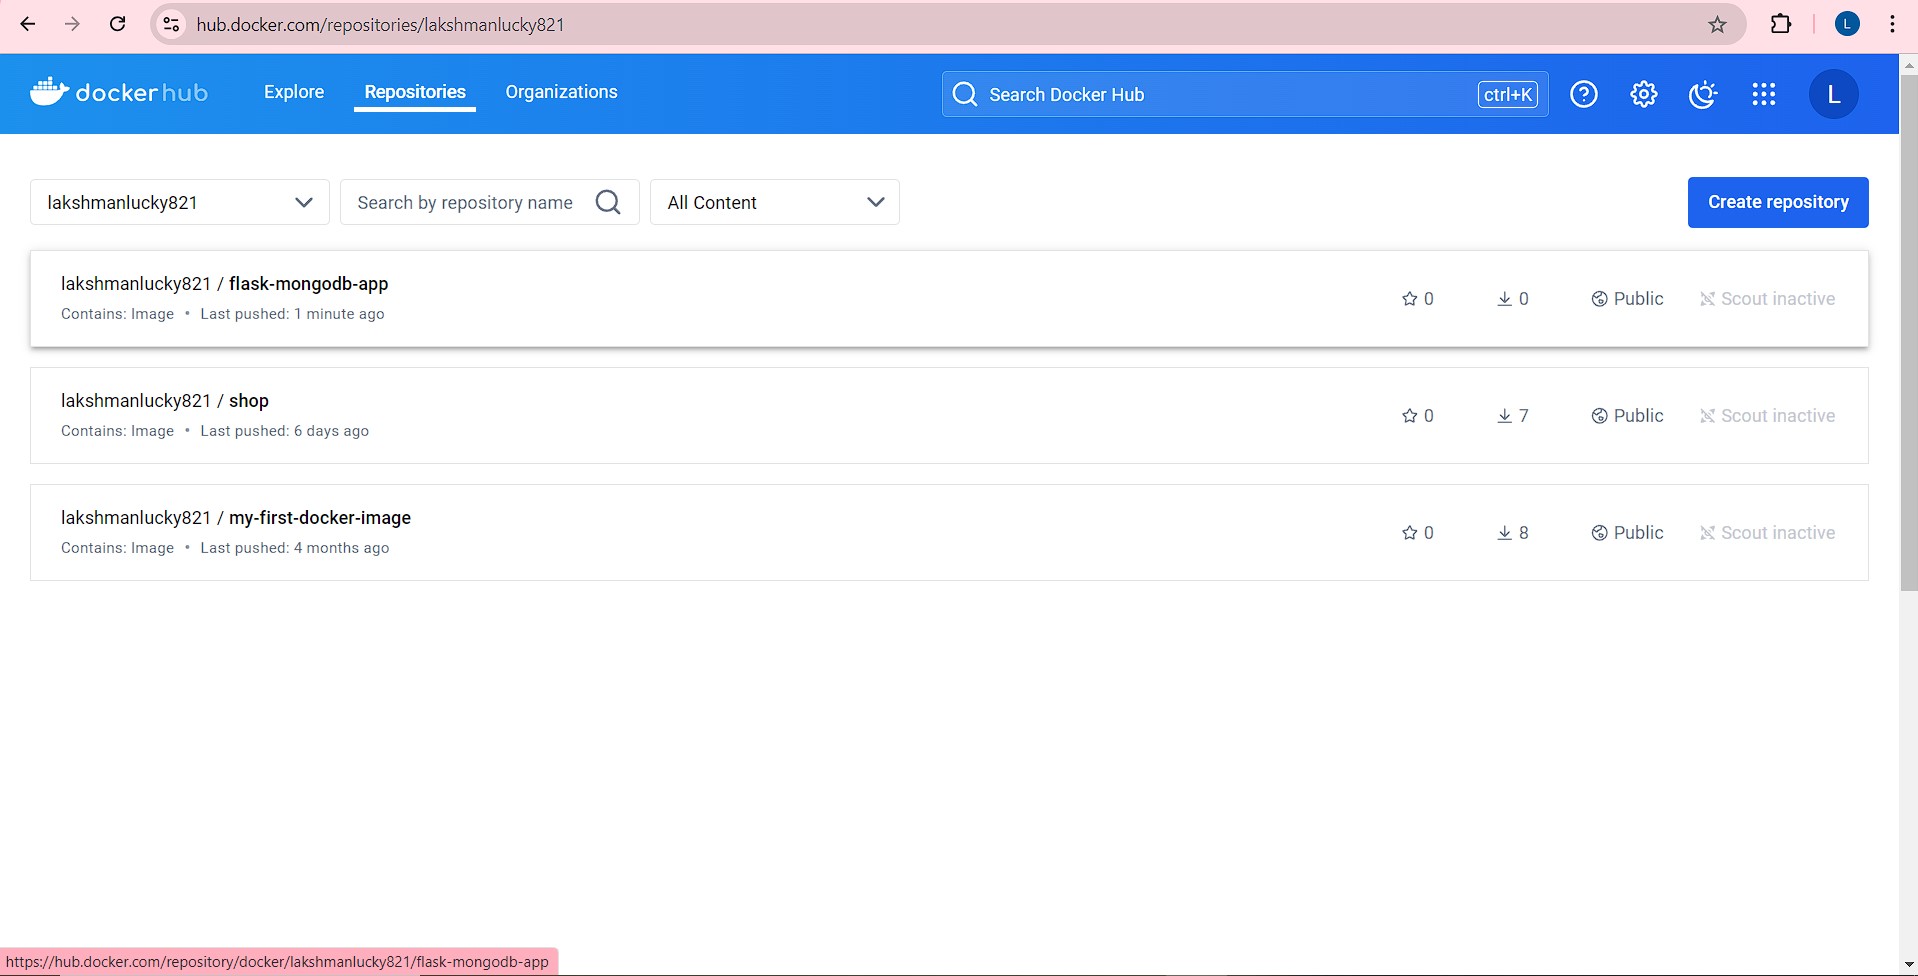 hub.docker.com/repositories/lakshmanlucky821
L
docker hub
Explore
Repositories
Organizations
Search Docker Hub
ctrl+K
L
lakshmanlucky821
Search by repository name
All Content
Create repository
lakshmanlucky821 / flask-mongodb-app
Contains: Image • Last pushed: 1 minute ago
0
0
Public
Scout inactive
lakshmanlucky821 / shop
Contains: Image • Last pushed: 6 days ago
0
7
Public
Scout inactive
lakshmanlucky821 / my-first-docker-image
Contains: Image • Last pushed: 4 months ago
0
8
Public
Scout inactive
https://hub.docker.com/repository/docker/lakshmanlucky821/flask-mongodb-app